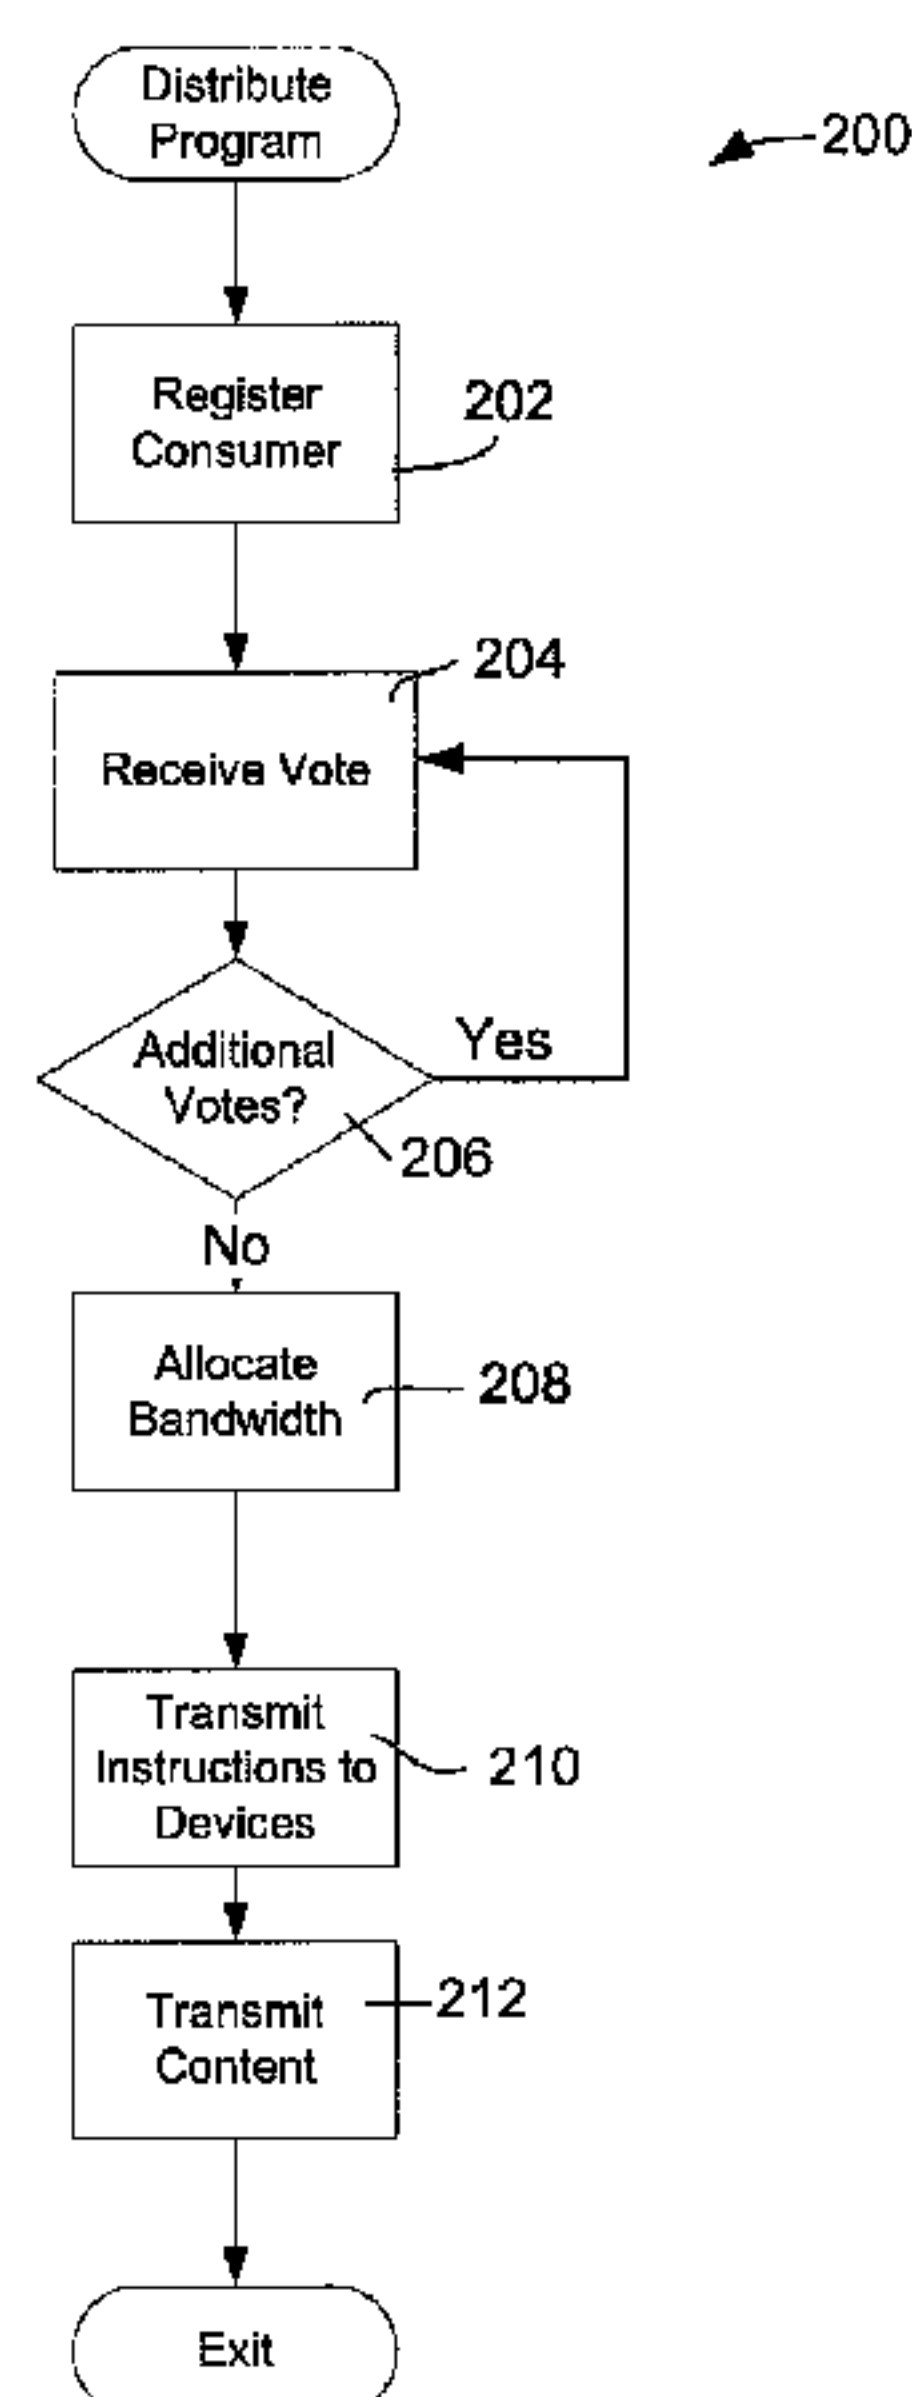 Distribute
Program
200
Register
Consumer
202
204
Receive Vote
Additional
Votes?
Yes
206
No
Allocate
Bandwidth
208
Transmit
Instructions to
Devices
210
Transmit
Content
212
Exit